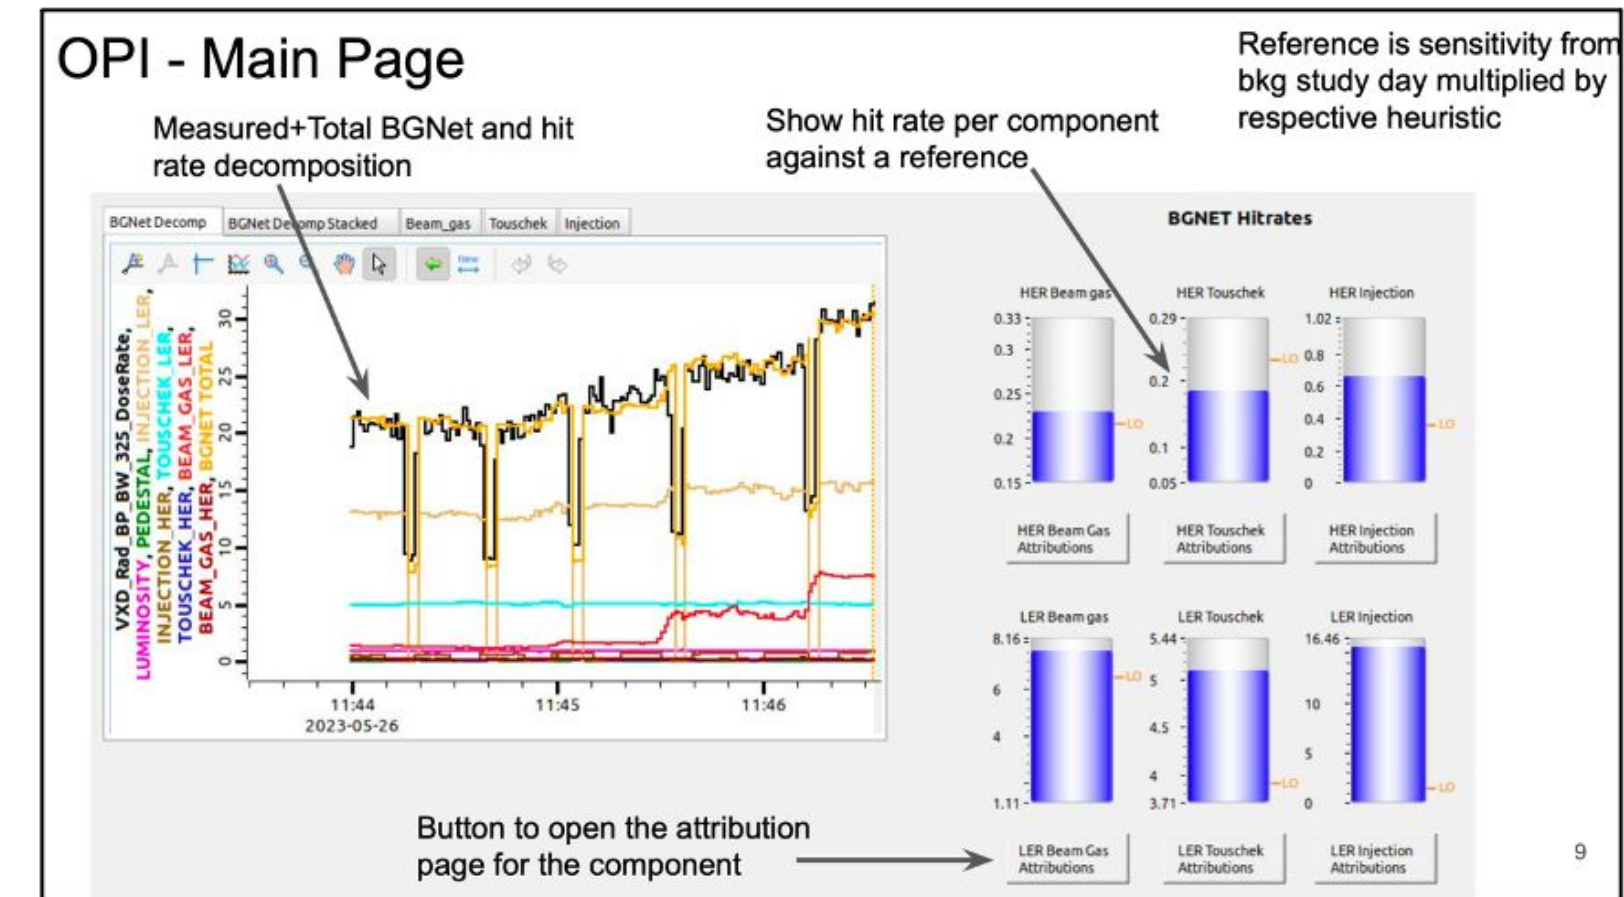 OPI - Main Page
Reference is sensitivity from
bkg study day multiplied by
respective heuristic
Measured+Total BGNet and hit
rate decomposition
Show hit rate per component
against a reference
BGNet Decomp
BGNet Decomp Stacked
Beam_gas
Touschek
Injection
BGNET Hitrates
VXD_Rad_BP_BW_325_DoseRate,
LUMINOSITY, PEDESTAL, INJECTION_LER,
INJECTION_HER, TOUSCHEK_LER,
TOUSCHEK_HER, BEAM_GAS_LER,
BEAM_GAS_HER, BGNET TOTAL
30
25
20
15
10
5
0
11:44
11:45
11:46
2023-05-26
HER Beam gas
0.33
0.3
0.25
0.2
0.15
LO
HER Touschek
0.29
0.2
0.1
0.05
LO
HER Injection
1.02
0.8
0.6
0.4
0.2
0
LO
HER Beam Gas
Attributions
HER Touschek
Attributions
HER Injection
Attributions
LER Beam gas
8.16
6
4
1.11
LO
LER Touschek
5.44
5
4.5
4
3.71
LO
LER Injection
16.46
10
5
0
LO
Button to open the attribution
page for the component
LER Beam Gas
Attributions
LER Touschek
Attributions
LER Injection
Attributions
9